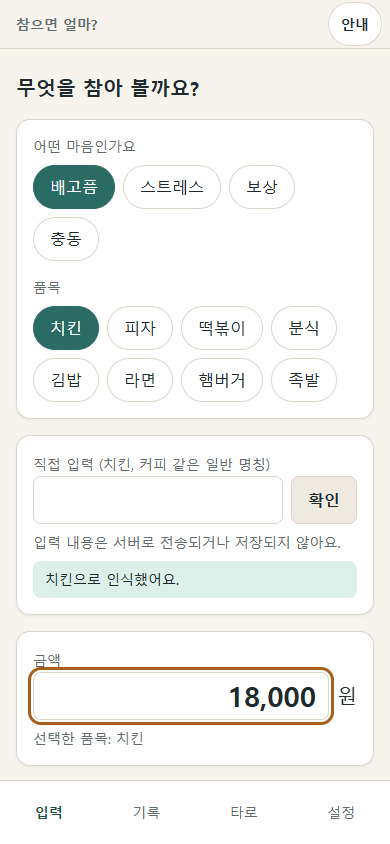 참으면 얼마?
안내
무엇을 참아 볼까요?
어떤 마음인가요
배고픔 스트레스 보상
충동
품목
치킨 피자 떡볶이 분식
김밥 라면 햄버거 족발
직접 입력 (치킨, 커피 같은 일반 명칭)
확인
입력 내용은 서버로 전송되거나 저장되지 않아요.
치킨으로 인식했어요.
금액
18,000 원
선택한 품목: 치킨
입력 기록 타로 설정